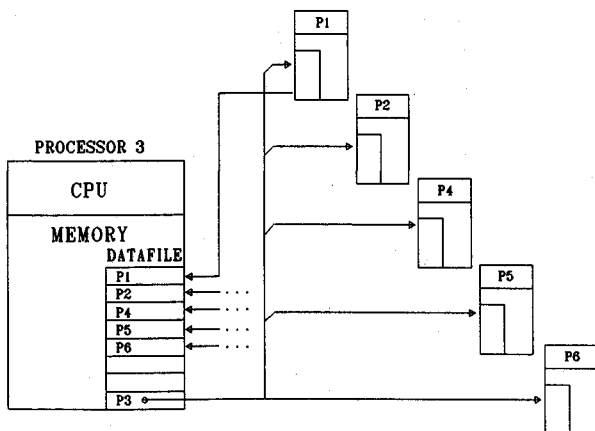 P1
P2
P4
P5
P6
PROCESSOR 3
CPU
MEMORY
DATAFILE
P1
P2
P4
P5
P6
P3